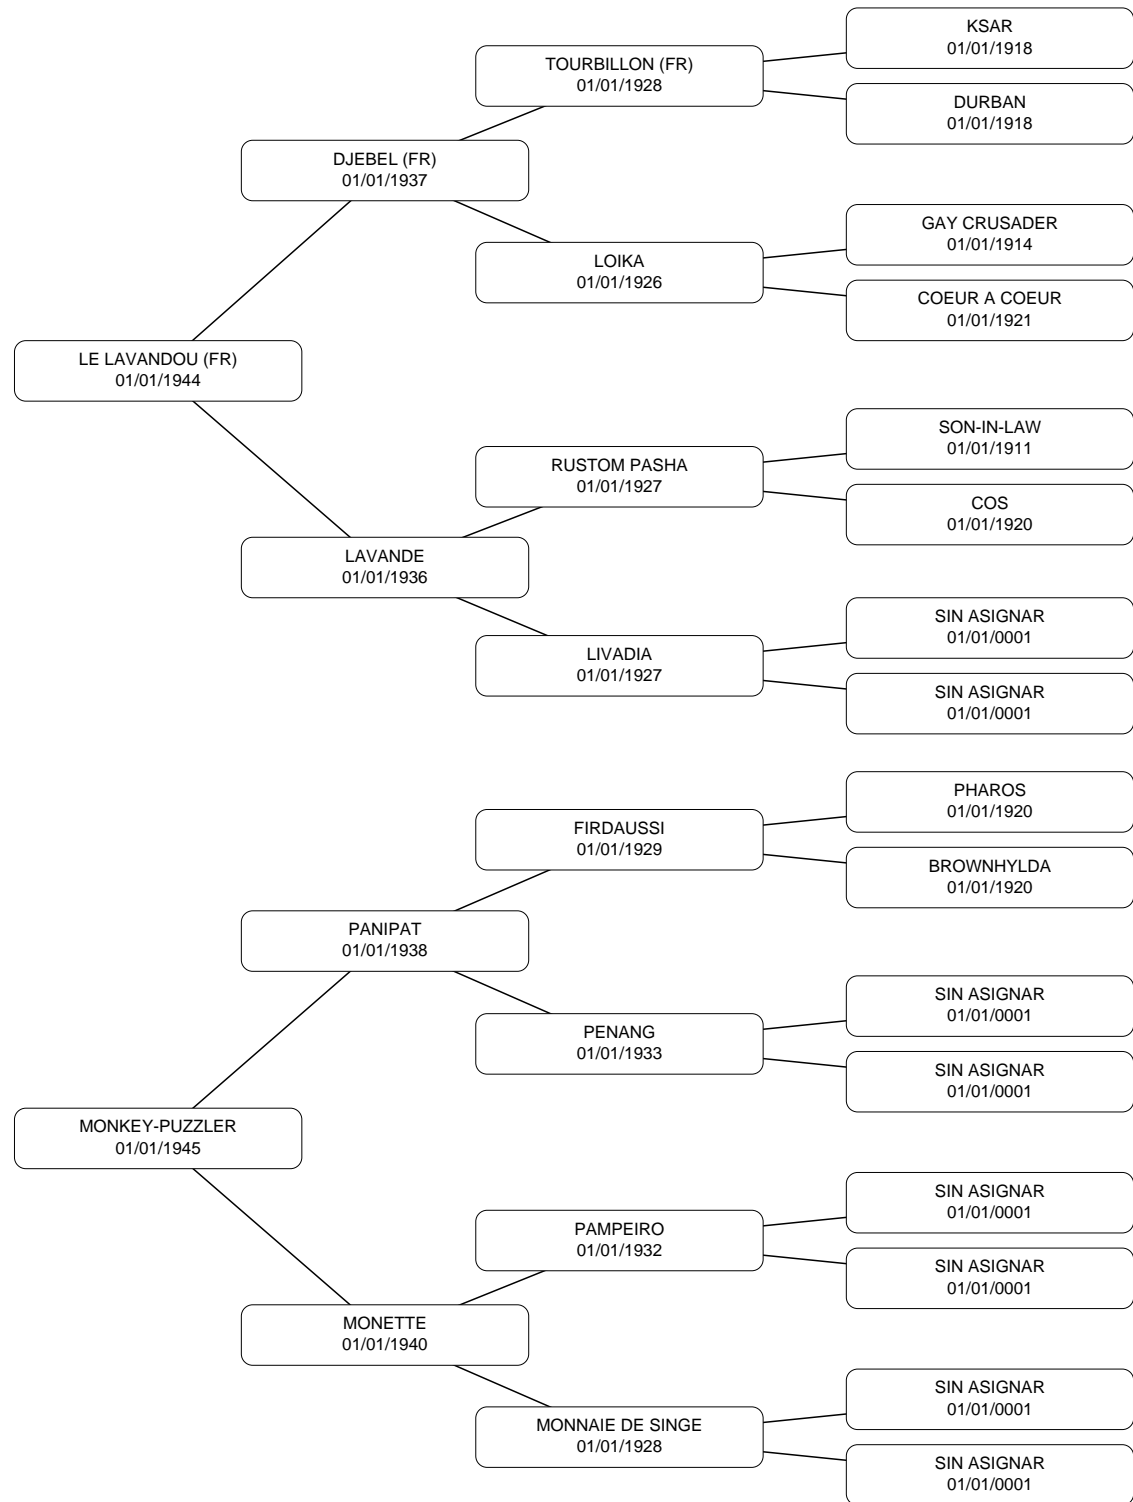 KSAR
01/01/1918
TOURBILLON (FR)
01/01/1928
DURBAN
01/01/1918
DJEBEL (FR)
01/01/1937
GAY CRUSADER
01/01/1914
LOIKA
01/01/1926
COEUR A COEUR
01/01/1921
LE LAVANDOU (FR)
01/01/1944
SON-IN-LAW
01/01/1911
RUSTOM PASHA
01/01/1927
COS
01/01/1920
LAVANDE
01/01/1936
SIN ASIGNAR
01/01/0001
LIVADIA
01/01/1927
SIN ASIGNAR
01/01/0001
PHAROS
01/01/1920
FIRDAUSSI
01/01/1929
BROWNHYLDA
01/01/1920
PANIPAT
01/01/1938
SIN ASIGNAR
01/01/0001
PENANG
01/01/1933
SIN ASIGNAR
01/01/0001
MONKEY-PUZZLER
01/01/1945
SIN ASIGNAR
01/01/0001
PAMPEIRO
01/01/1932
SIN ASIGNAR
01/01/0001
MONETTE
01/01/1940
SIN ASIGNAR
01/01/0001
MONNAIE DE SINGE
01/01/1928
SIN ASIGNAR
01/01/0001